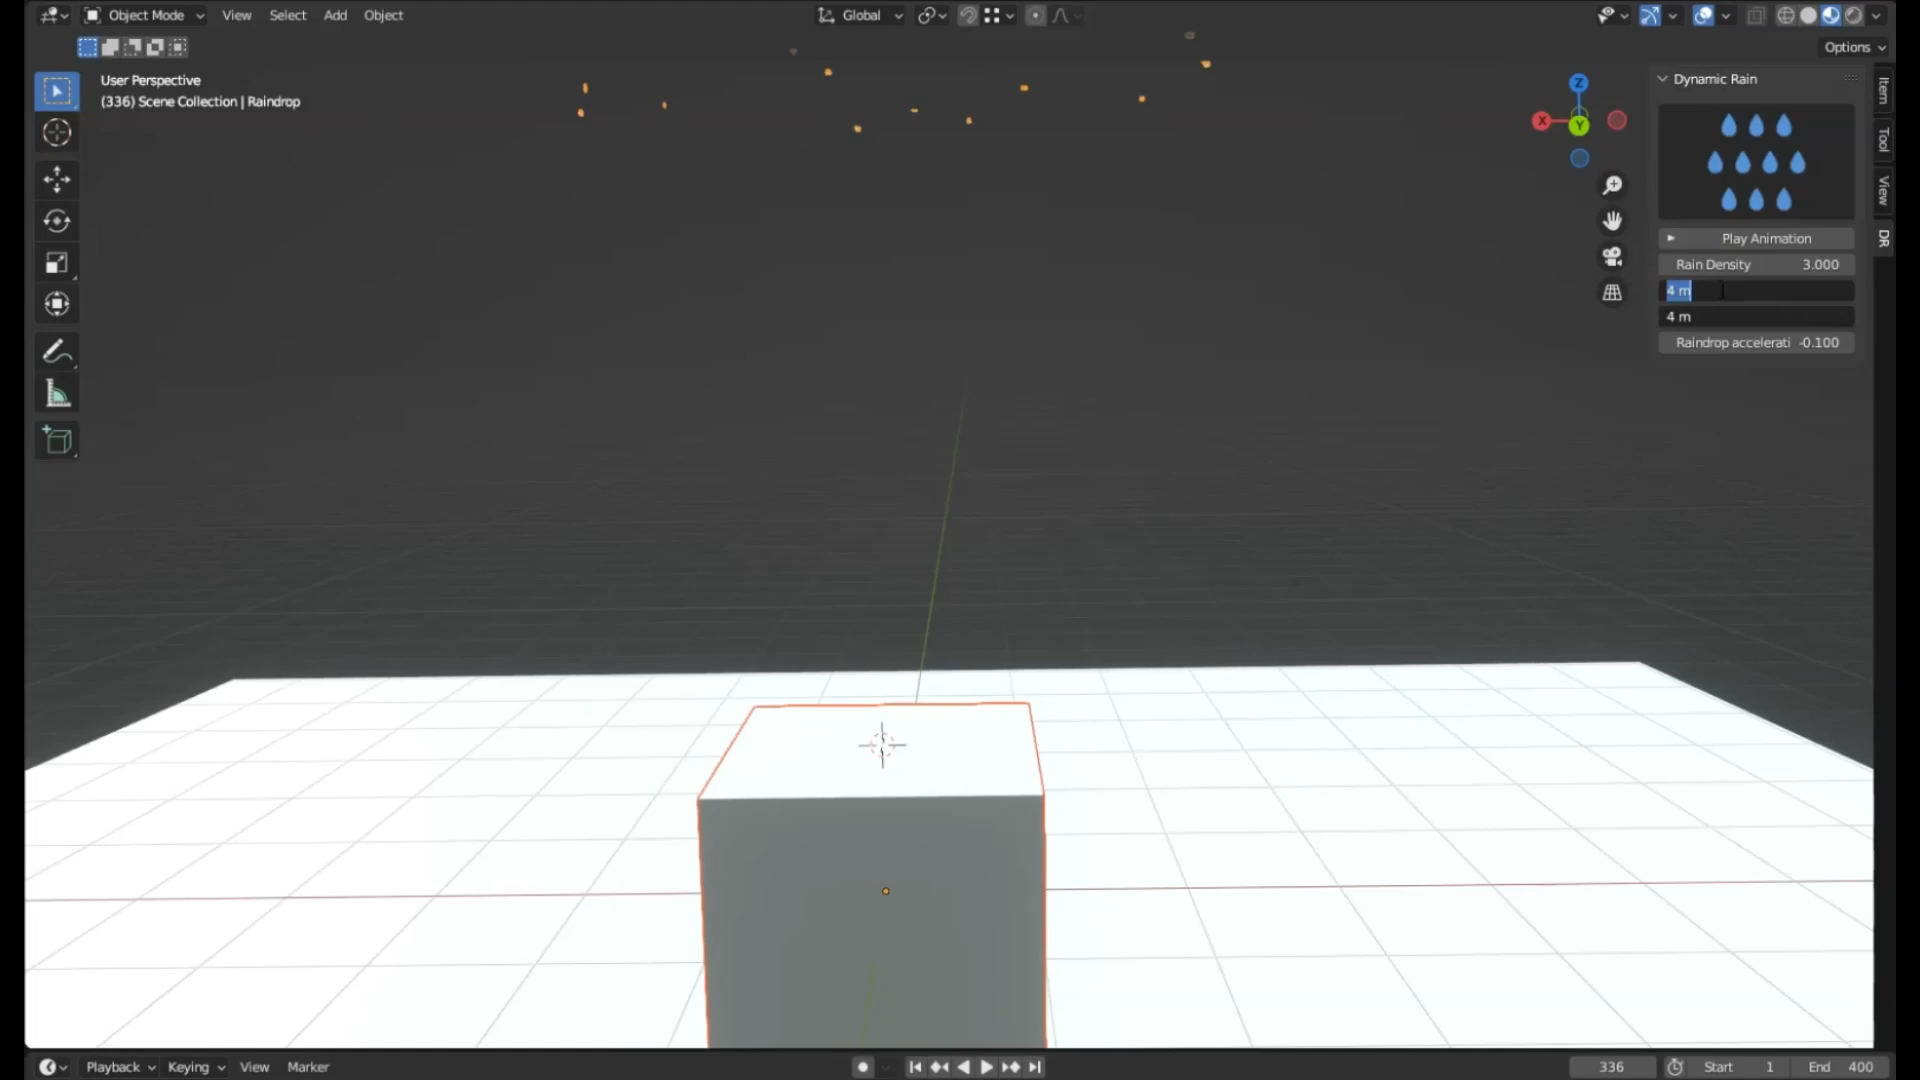 Object Mode View Select Add Object Global
Options
User Perspective
(336) Scene Collection | Raindrop
Z
X
Y
Dynamic Rain
Play Animation
Rain Density 3.000
4 m
4 m
Raindrop accelerati -0.100
Item
Tool
View
DR
Playback Keying View Marker 336 Start 1 End 400